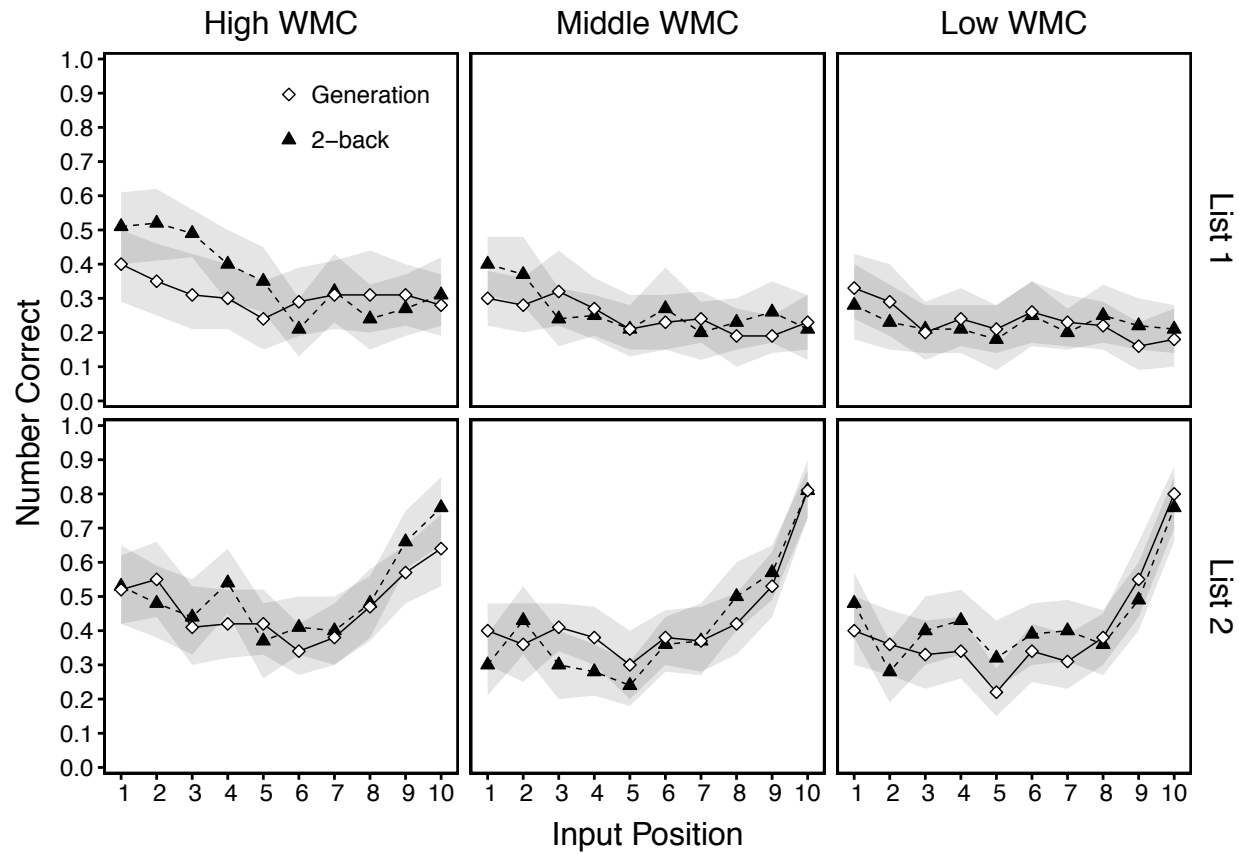 High WMC
Middle WMC
Low WMC
Number Correct
1.0
0.9
0.8
0.7
0.6
0.5
0.4
0.3
0.2
0.1
0.0
Generation
2−back
List 1
1.0
0.9
0.8
0.7
0.6
0.5
0.4
0.3
0.2
0.1
0.0
List 2
1 2 3 4 5 6 7 8 9 10
1 2 3 4 5 6 7 8 9 10
1 2 3 4 5 6 7 8 9 10
Input Position